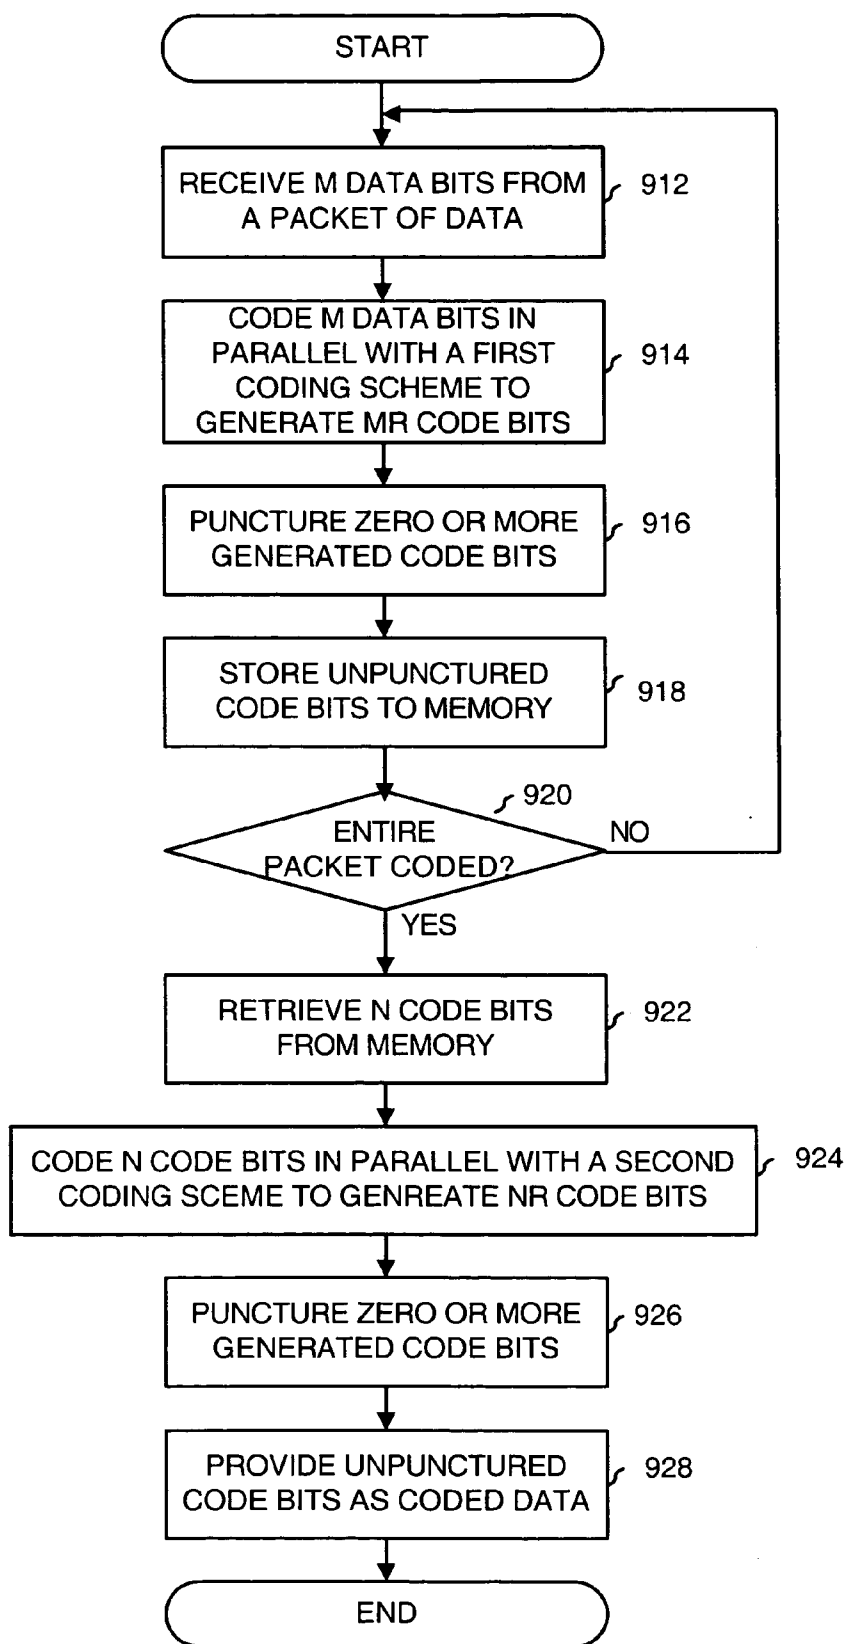 START
RECEIVE M DATA BITS FROM
A PACKET OF DATA
912
CODE M DATA BITS IN
PARALLEL WITH A FIRST
CODING SCHEME TO
GENERATE MR CODE BITS
914
PUNCTURE ZERO OR MORE
GENERATED CODE BITS
916
STORE UNPUNCTURED
CODE BITS TO MEMORY
918
920
ENTIRE
PACKET CODED?
NO
YES
RETRIEVE N CODE BITS
FROM MEMORY
922
CODE N CODE BITS IN PARALLEL WITH A SECOND
CODING SCEME TO GENREATE NR CODE BITS
924
PUNCTURE ZERO OR MORE
GENERATED CODE BITS
926
PROVIDE UNPUNCTURED
CODE BITS AS CODED DATA
928
END